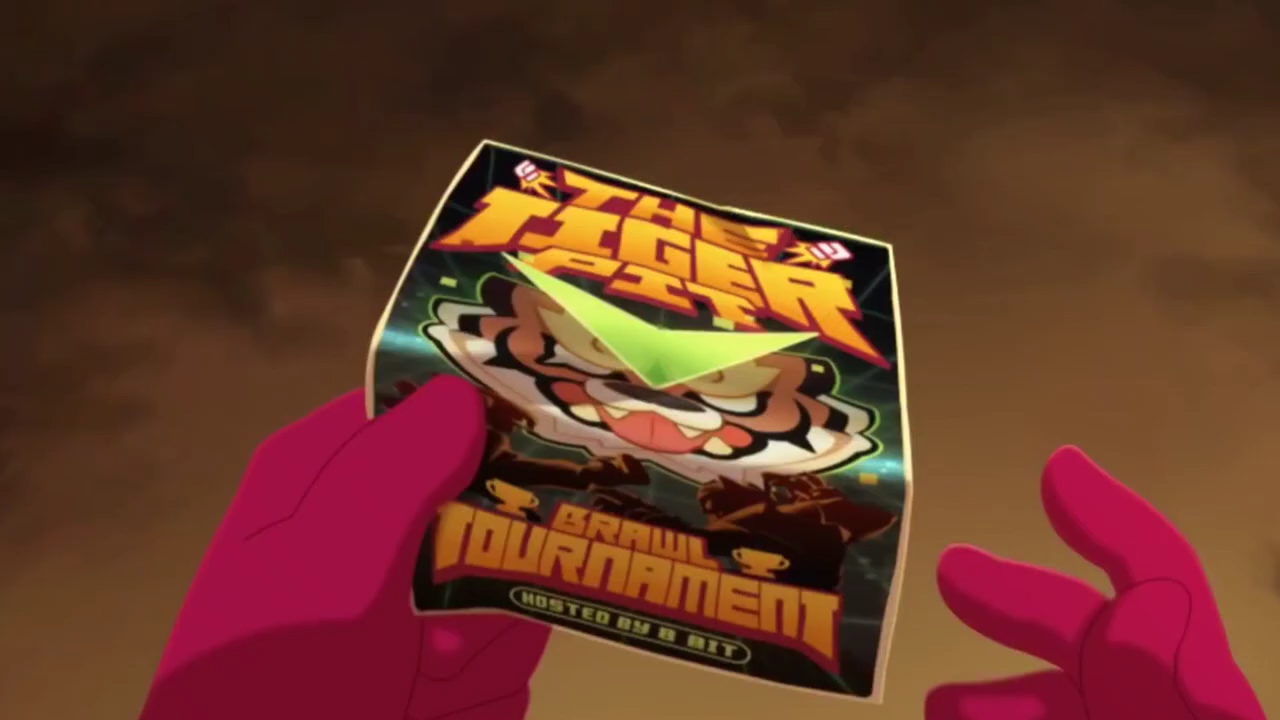 THE
TIGER
PIT
BRAWL
TOURNAMENT
HOSTED BY 8 BIT